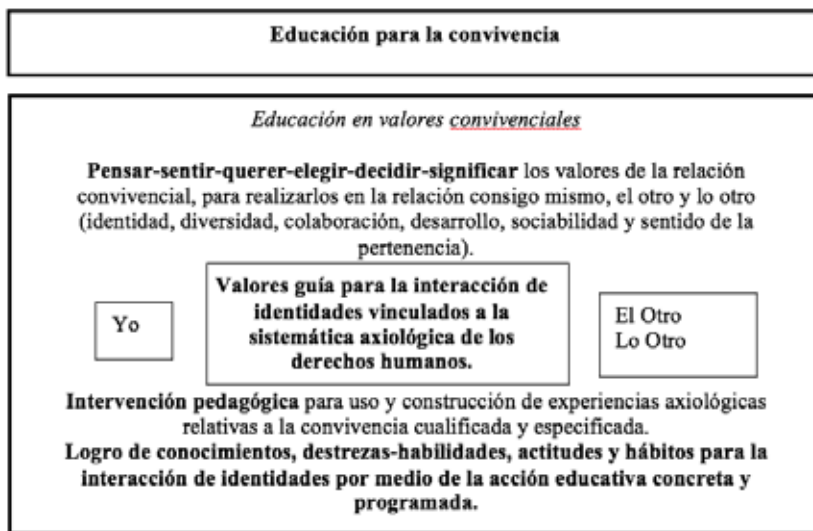 Educación para la convivencia
Educación en valores convivenciales
Pensar-sentir-querer-elegir-decidir-significar los valores de la relación
convivencial, para realizarlos en la relación consigo mismo, el otro y lo otro
(identidad, diversidad, colaboración, desarrollo, sociabilidad y sentido de la
pertenencia).
Yo
Valores guía para la interacción de
identidades vinculados a la
sistemática axiológica de los
derechos humanos.
El Otro
Lo Otro
Intervención pedagógica para uso y construcción de experiencias axiológicas
relativas a la convivencia cualificada y especificada.
Logro de conocimientos, destrezas-habilidades, actitudes y hábitos para la
interacción de identidades por medio de la acción educativa concreta y
programada.